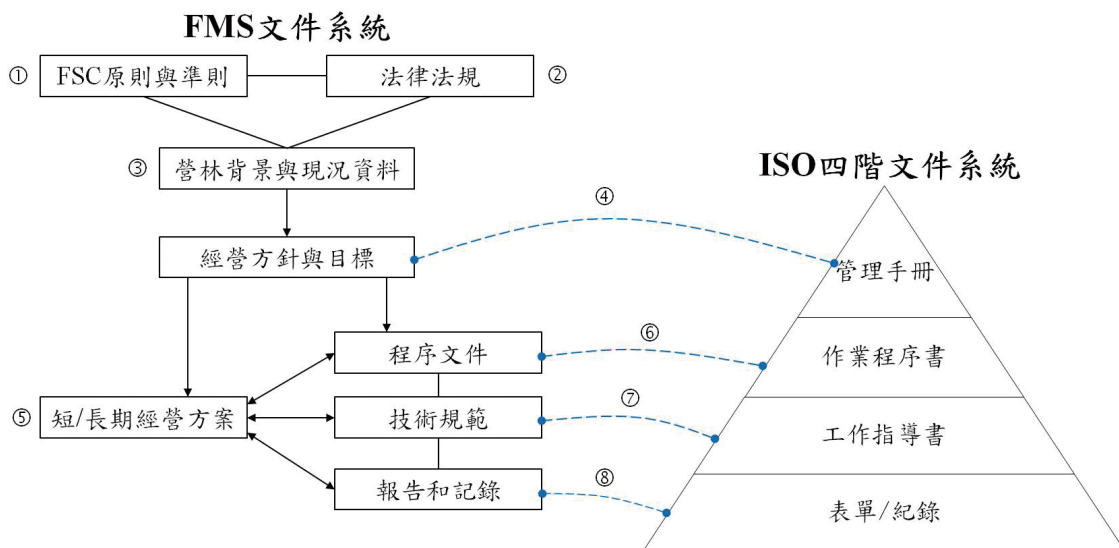 FMS文件系統
① FSC原則與準則 法律法規 ②
③ 營林背景與現況資料
ISO四階文件系統
④
經營方針與目標
管理手冊
⑥
程序文件
作業程序書
⑦
⑤ 短/長期經營方案 技術規範
工作指導書
⑧
報告和記錄
表單/紀錄